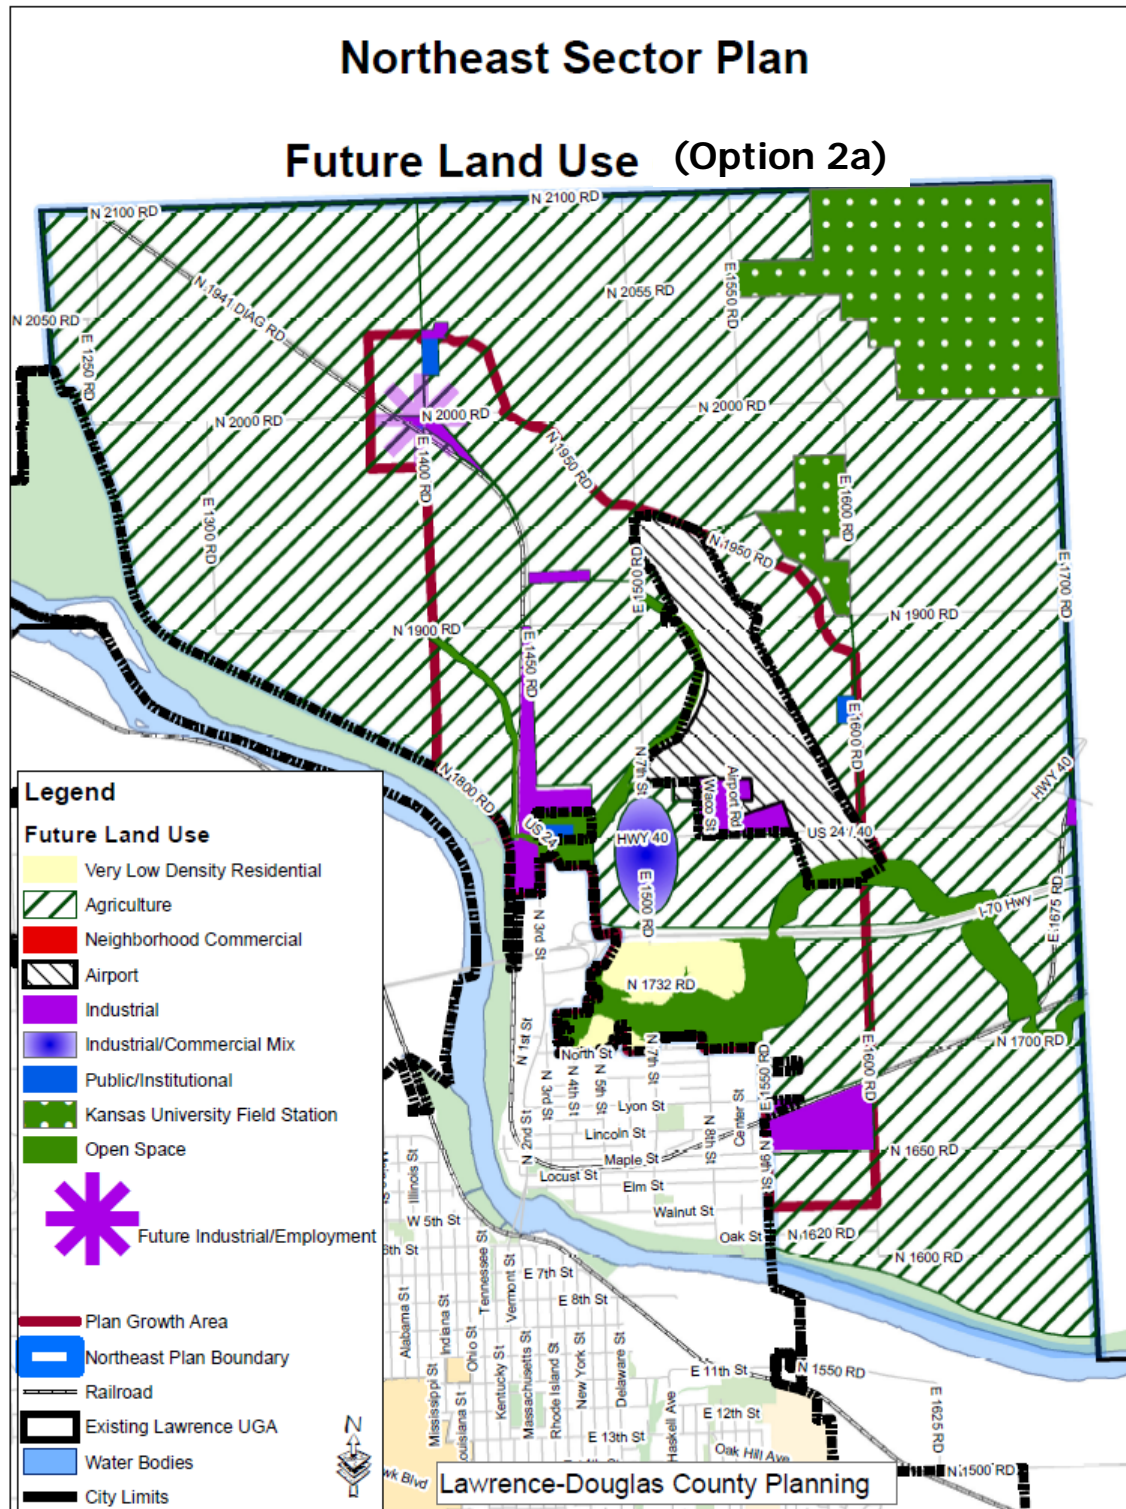 Northeast Sector Plan
Future Land Use (Option 2a)
N 2100 RD
N 2100 RD
N 1941 DIAG RD
N 2055 RD
E 1550 RD
N 2050 RD
E 1250 RD
N 2000 RD
N 2000 RD
N 2000 RD
E 1400 RD
N 1950 RD
E 1600 RD
E 1300 RD
N 1950 RD
E 1500 RD
E 1700 RD
N 1900 RD
N 1900 RD
E 1450 RD
E 1600 RD
N 7th St
Airport Rd
Waco St
HWY 40
N 1800 RD
US 24
HWY 40
US 24 / 40
E 1500 RD
I-70 Hwy
E 1675 RD
N 3rd St
N 1732 RD
N 1st St
North St
N 7th St
N 1700 RD
E 1600 RD
E 1550 RD
N 3rd St
N 4th St
N 5th St
Lyon St
Lincoln St
N 8th St
Center St
N 2nd St
Maple St
N 1650 RD
Locust St
Elm St
N 9th St
Illinois St
Walnut St
W 5th St
Oak St
N 1620 RD
6th St
N 1600 RD
Tennessee St
Vermont St
E 7th St
E 8th St
Alabama St
Indiana St
Ohio St
Kentucky St
Massachusetts St
Rhode Island St
New York St
Delaware St
E 11th St
N 1550 RD
Mississippi St
Louisiana St
Haskell Ave
E 12th St
E 1625 RD
E 13th St
Oak Hill Ave
wk Blvd
N 1500 RD
Legend
Future Land Use
Very Low Density Residential
Agriculture
Neighborhood Commercial
Airport
Industrial
Industrial/Commercial Mix
Public/Institutional
Kansas University Field Station
Open Space
Future Industrial/Employment
Plan Growth Area
Northeast Plan Boundary
Railroad
Existing Lawrence UGA
Water Bodies
City Limits
N
Lawrence-Douglas County Planning